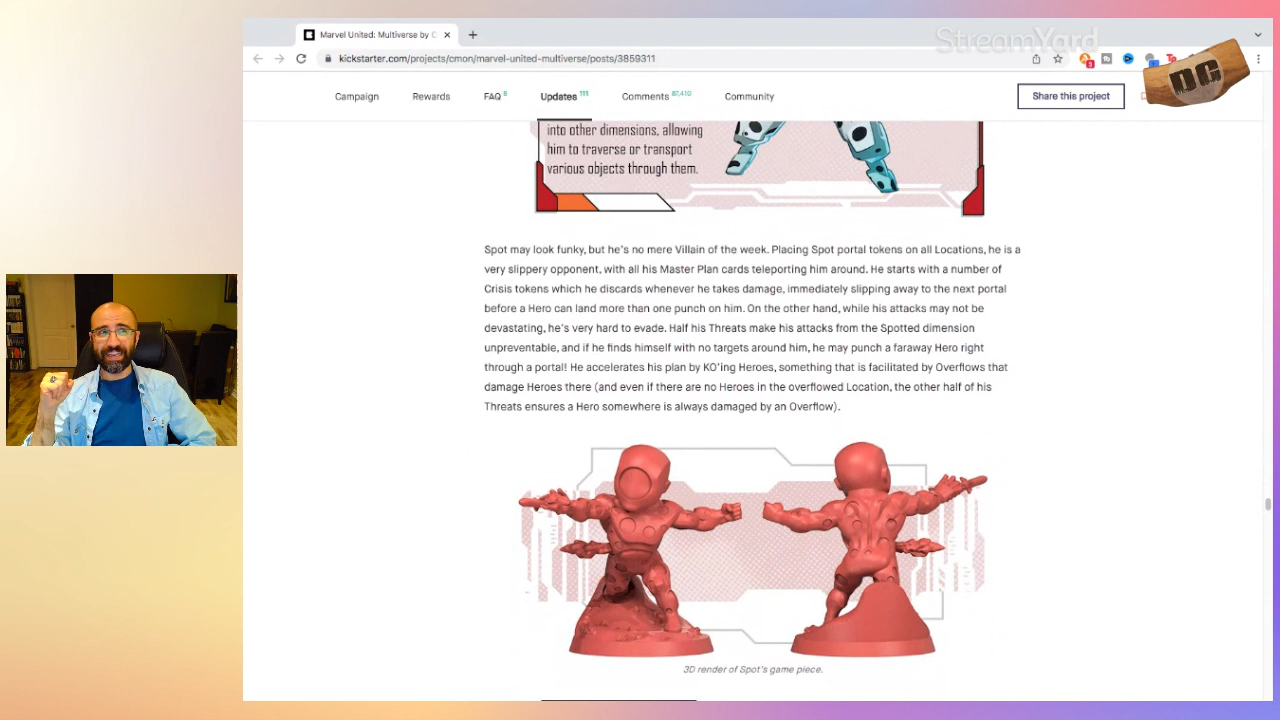 StreamYard
Marvel United: Multiverse by C
kickstarter.com/projects/cmon/marvel-united-multiverse/posts/3859311
DG
Campaign
Rewards
FAQ 8
Updates 111
Comments 87,410
Community
Share this project
into other dimensions, allowing
him to traverse or transport
various objects through them.
Spot may look funky, but he's no mere Villain of the week. Placing Spot portal tokens on all Locations, he is a
very slippery opponent, with all his Master Plan cards teleporting him around. He starts with a number of
Crisis tokens which he discards whenever he takes damage, immediately slipping away to the next portal
before a Hero can land more than one punch on him. On the other hand, while his attacks may not be
devastating, he's very hard to evade. Half his Threats make his attacks from the Spotted dimension
unpreventable, and if he finds himself with no targets around him, he may punch a faraway Hero right
through a portal! He accelerates his plan by KO'ing Heroes, something that is facilitated by Overflows that
damage Heroes there (and even if there are no Heroes in the overflowed Location, the other half of his
Threats ensures a Hero somewhere is always damaged by an Overflow).
3D render of Spot's game piece.